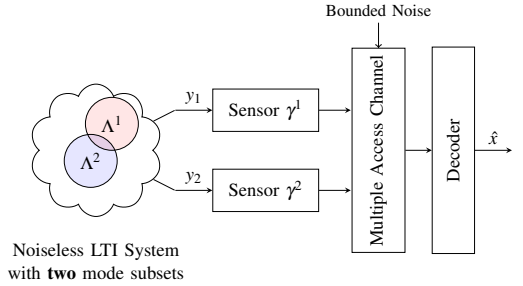 Bounded Noise
Λ¹
Λ²
y₁
Sensor γ¹
y₂
Sensor γ²
Multiple Access Channel
Decoder
x̂
Noiseless LTI System
with two mode subsets